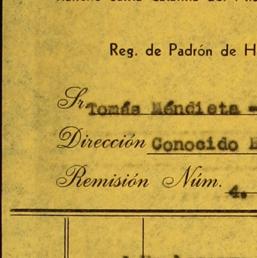 Reg. de Padrón de H
Sr. Tomás Méndieta -
Dirección Conocido
Remisión Núm. 4.